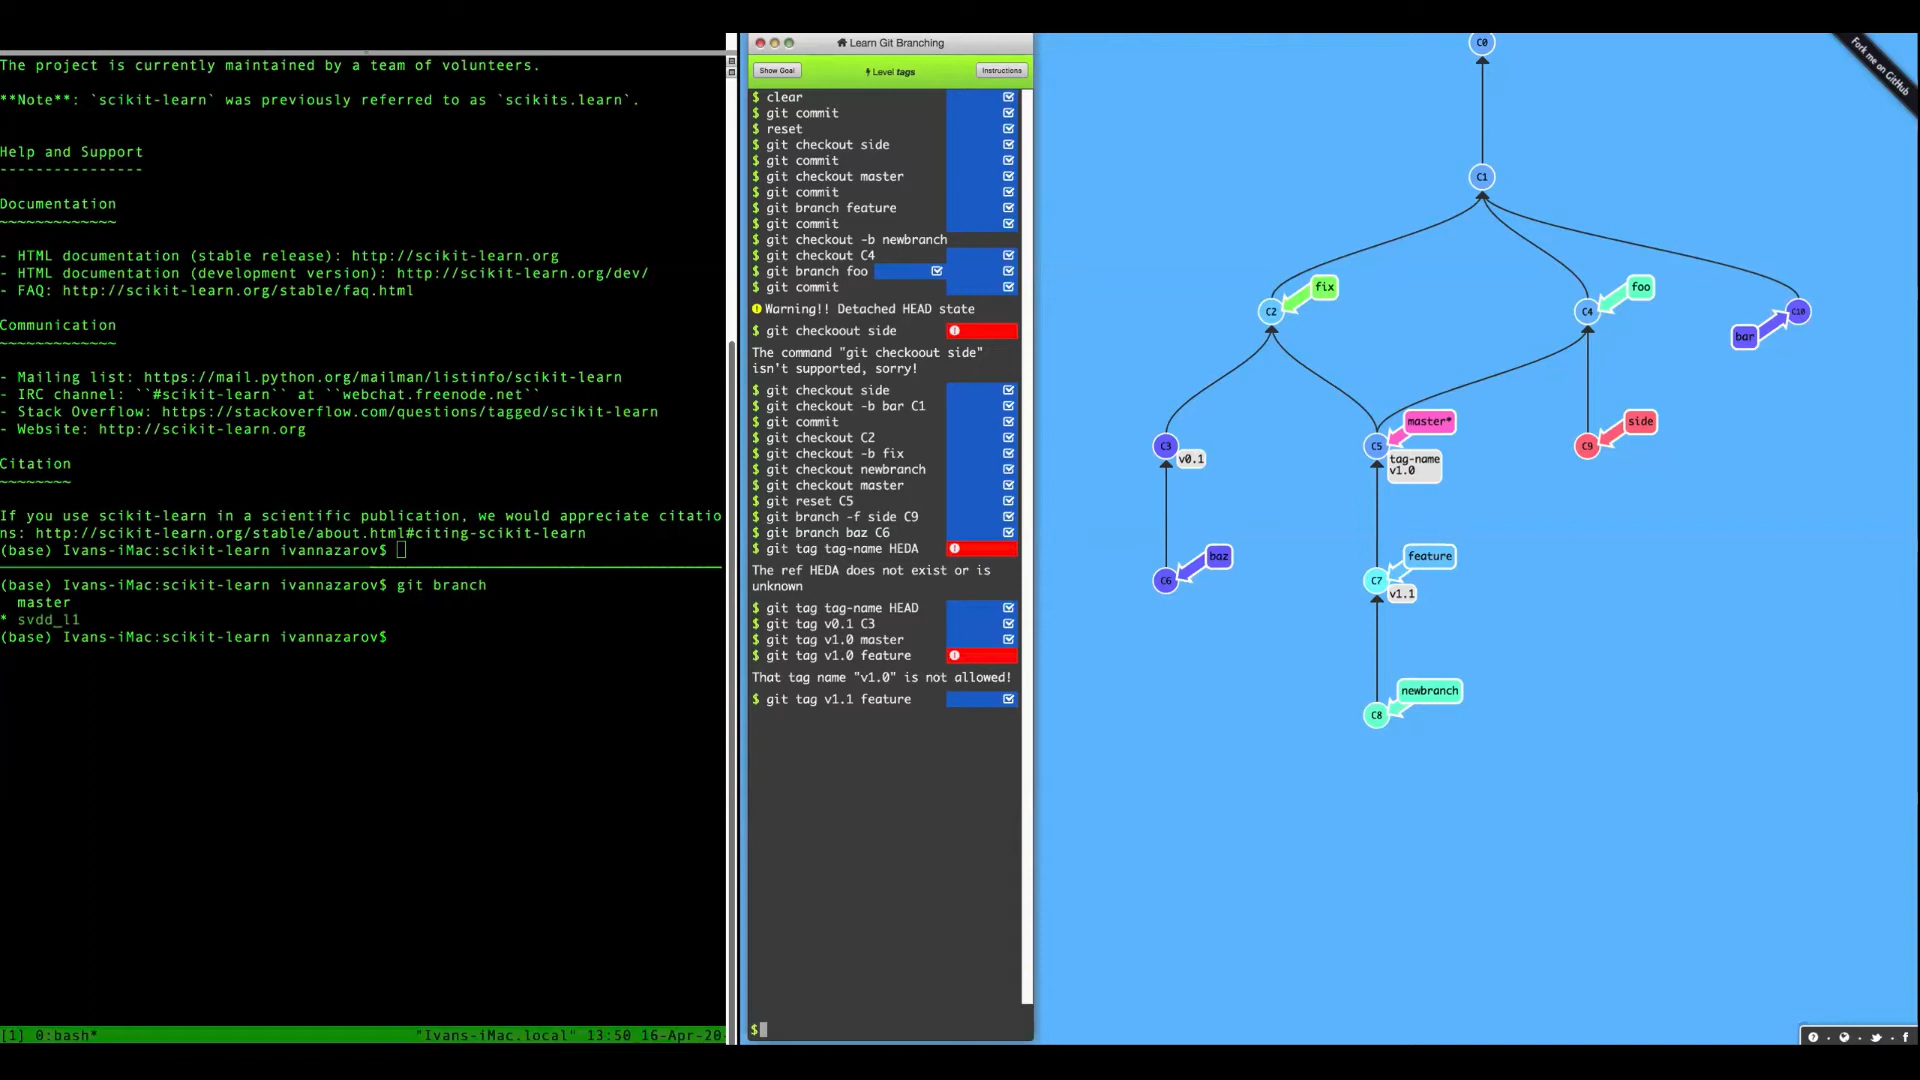 The project is currently maintained by a team of volunteers.
**Note**: `scikit-learn` was previously referred to as `scikits.learn`.
Help and Support
----------------
Documentation
~~~~~~~~~~~~~
- HTML documentation (stable release): http://scikit-learn.org
- HTML documentation (development version): http://scikit-learn.org/dev/
- FAQ: http://scikit-learn.org/stable/faq.html
Communication
~~~~~~~~~~~~~
- Mailing list: https://mail.python.org/mailman/listinfo/scikit-learn
- IRC channel: ``#scikit-learn`` at ``webchat.freenode.net``
- Stack Overflow: https://stackoverflow.com/questions/tagged/scikit-learn
- Website: http://scikit-learn.org
Citation
~~~~~~~~
If you use scikit-learn in a scientific publication, we would appreciate citatio
ns: http://scikit-learn.org/stable/about.html#citing-scikit-learn
(base) Ivans-iMac:scikit-learn ivannazarov$
(base) Ivans-iMac:scikit-learn ivannazarov$ git branch
master
* svdd_l1
(base) Ivans-iMac:scikit-learn ivannazarov$
[1] 0:bash* "Ivans-iMac.local" 13:50 16-Apr-20
Learn Git Branching
Show Goal
Level tags
Instructions
$ clear
$ git commit
$ reset
$ git checkout side
$ git commit
$ git checkout master
$ git commit
$ git branch feature
$ git commit
$ git checkout -b newbranch
$ git checkout C4
$ git branch foo
$ git commit
Warning!! Detached HEAD state
$ git checkoout side
The command "git checkoout side"
isn't supported, sorry!
$ git checkout side
$ git checkout -b bar C1
$ git commit
$ git checkout C2
$ git checkout -b fix
$ git checkout newbranch
$ git checkout master
$ git reset C5
$ git branch -f side C9
$ git branch baz C6
$ git tag tag-name HEDA
The ref HEDA does not exist or is
unknown
$ git tag tag-name HEAD
$ git tag v0.1 C3
$ git tag v1.0 master
$ git tag v1.0 feature
That tag name "v1.0" is not allowed!
$ git tag v1.1 feature
$
C0
Fork me on GitHub
C1
C2
fix
C4
foo
C10
bar
C3
v0.1
C5
master*
tag-name
v1.0
C9
side
C6
baz
C7
feature
v1.1
C8
newbranch